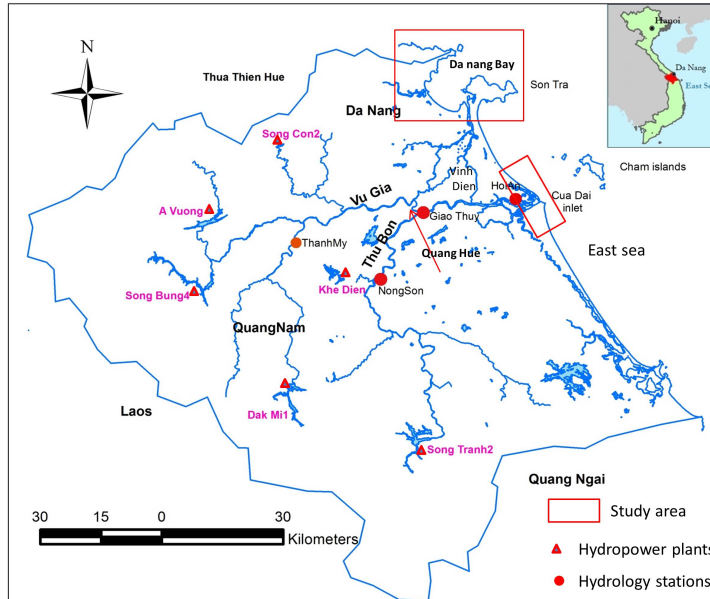 N
Thua Thien Hue
Da nang Bay
Son Tra
Hanoi
Da Nang
East Se
Da Nang
Song Con2
Cham islands
Vinh
Dien
HoiAn
Cua Dai
inlet
A Vuong
Vu Gia
Giao Thuy
ThanhMy
Thu Bon
Quang Hue
East sea
Song Bung4
Khe Dien
NongSon
QuangNam
Laos
Dak Mi1
Song Tranh2
Quang Ngai
30 15 0 30
Kilometers
Study area
Hydropower plants
Hydrology stations